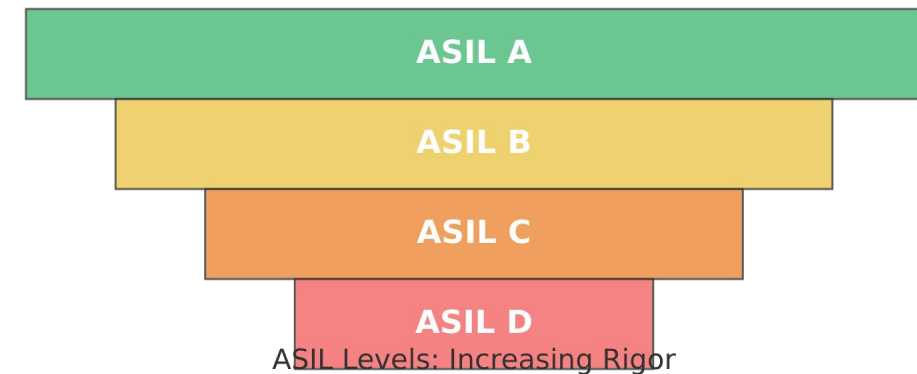 ASIL A
ASIL B
ASIL C
ASIL D
ASIL Levels: Increasing Rigor